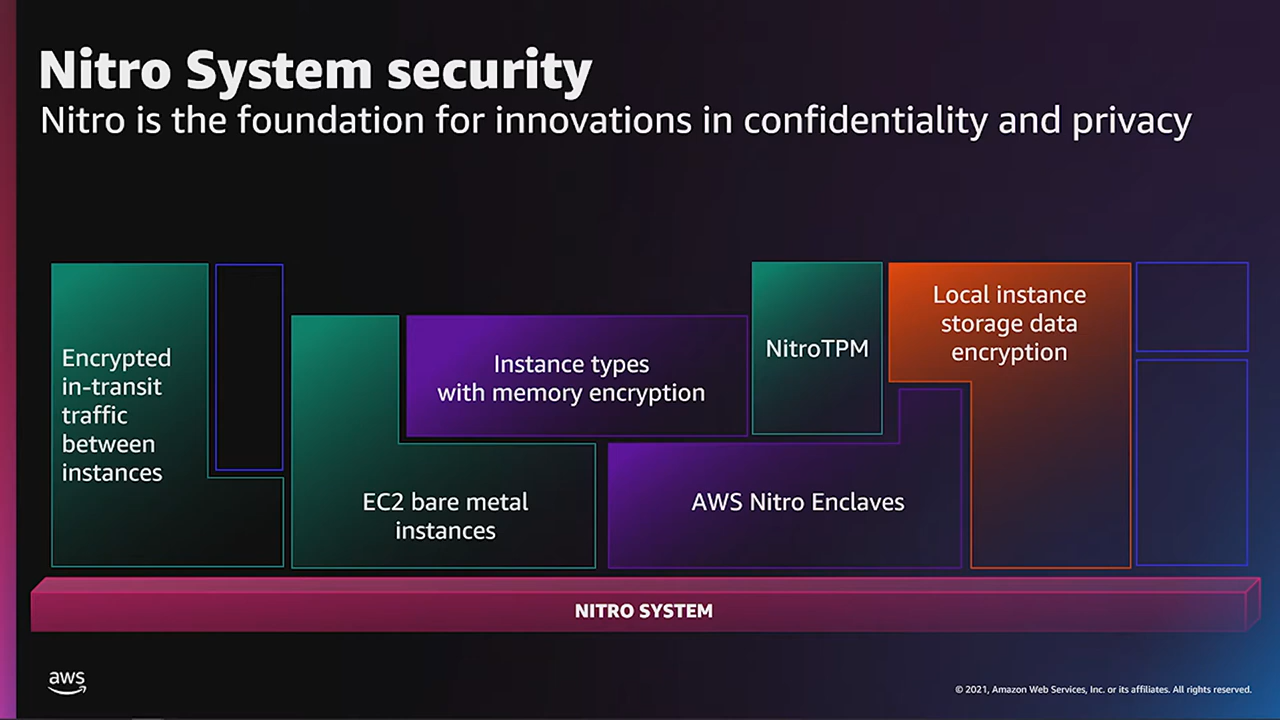 Nitro System security
Nitro is the foundation for innovations in confidentiality and privacy
Encrypted
in-transit
traffic
between
instances
EC2 bare metal
instances
Instance types
with memory encryption
NitroTPM
AWS Nitro Enclaves
Local instance
storage data
encryption
NITRO SYSTEM
aws
© 2021, Amazon Web Services, Inc. or its affiliates. All rights reserved.